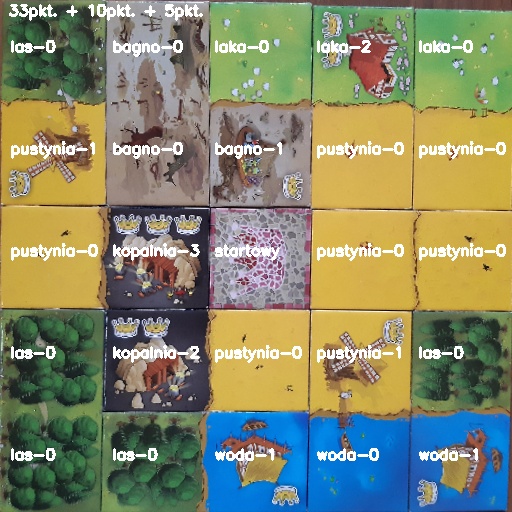 33pkt. + 10pkt. + 5pkt.
las-0 bagno-0 laka-0 laka-2 laka-0
pustynia-1 bagno-0 bagno-1 pustynia-0 pustynia-0
pustynia-0 kopalnia-3 startowy pustynia-0 pustynia-0
las-0 kopalnia-2 pustynia-0 pustynia-1 las-0
las-0 las-0 woda-1 woda-0 woda-1